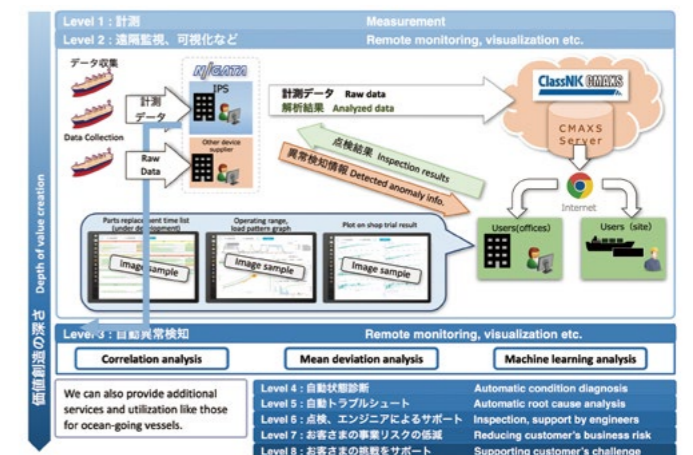 Level 1 : 計測 Measurement
Level 2 : 遠隔監視、可視化など Remote monitoring, visualization etc.
データ収集
Data Collection
計測
データ
Raw
Data
NIIGATA
IPS
Other device
supplier
計測データ Raw data
解析結果 Analyzed data
点検結果 Inspection results
異常検知情報 Detected anomaly info.
ClassNK CMAXS
CMAXS
Server
Internet
Users(offices)
Users (site)
Parts replacement time list
(under development)
Image sample
Operating range,
load pattern graph
Image sample
Plot on shop trial result
Image sample
価値創造の深さ Depth of value creation
Level 3 : 自動異常検知 Remote monitoring, visualization etc.
Correlation analysis
Mean deviation analysis
Machine learning analysis
We can also provide additional
services and utilization like those
for ocean-going vessels.
Level 4 : 自動状態診断 Automatic condition diagnosis
Level 5 : 自動トラブルシュート Automatic root cause analysis
Level 6 : 点検、エンジニアによるサポート Inspection, support by engineers
Level 7 : お客さまの事業リスクの低減 Reducing customer's business risk
Level 8 : お客さまの挑戦をサポート Supporting customer's challenge